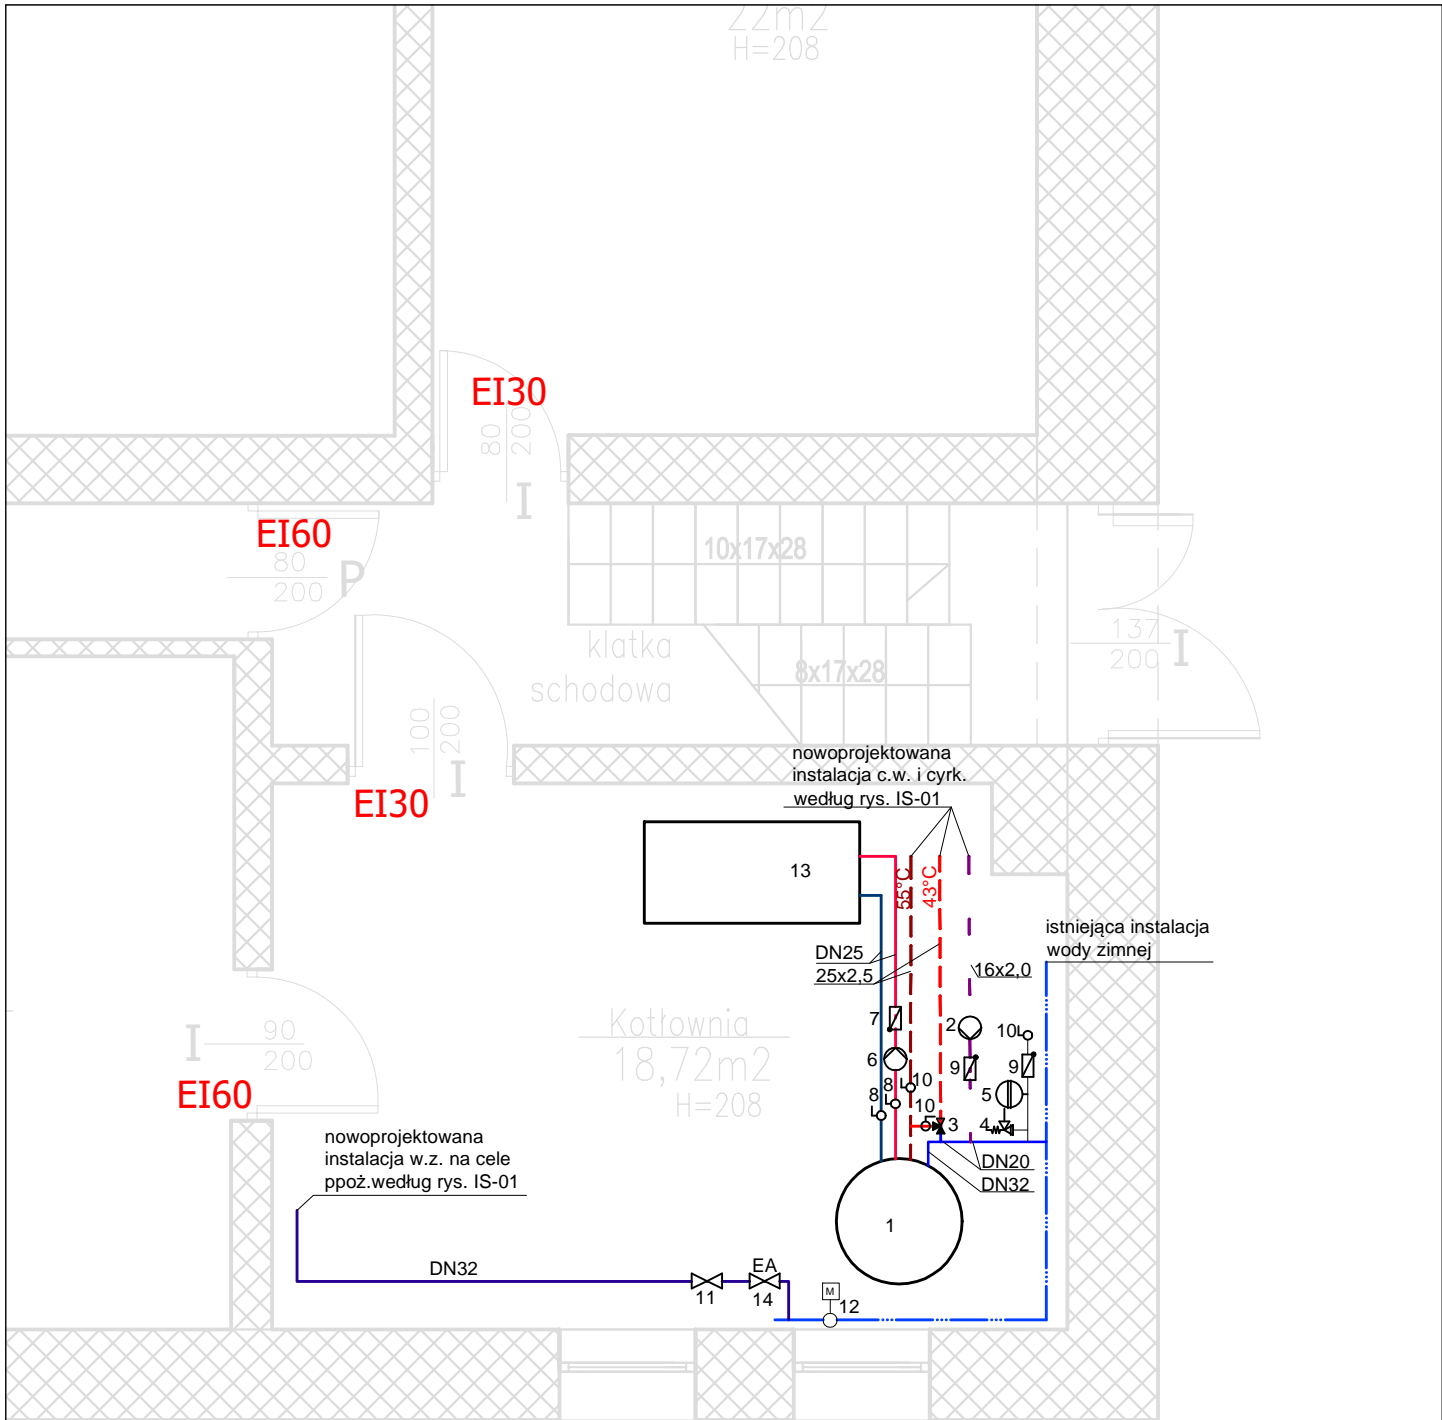 22m2
H=208
EI30
80
200
I
EI60
80
200
P
10x17x28
klatka
schodowa
8x17x28
137
200
I
100
200
I
EI30
nowoprojektowana
instalacja c.w. i cyrk.
według rys. IS-01
13
55°C
43°C
istniejąca instalacja
wody zimnej
DN25
25x2,5
16x2,0
Kotłownia
18,72m2
H=208
7
2
10
6
9
9
8
10
5
8
10
3
4
I
90
200
EI60
nowoprojektowana
instalacja w.z. na cele
ppoż.według rys. IS-01
DN20
DN32
1
DN32
EA
11
14
M
12